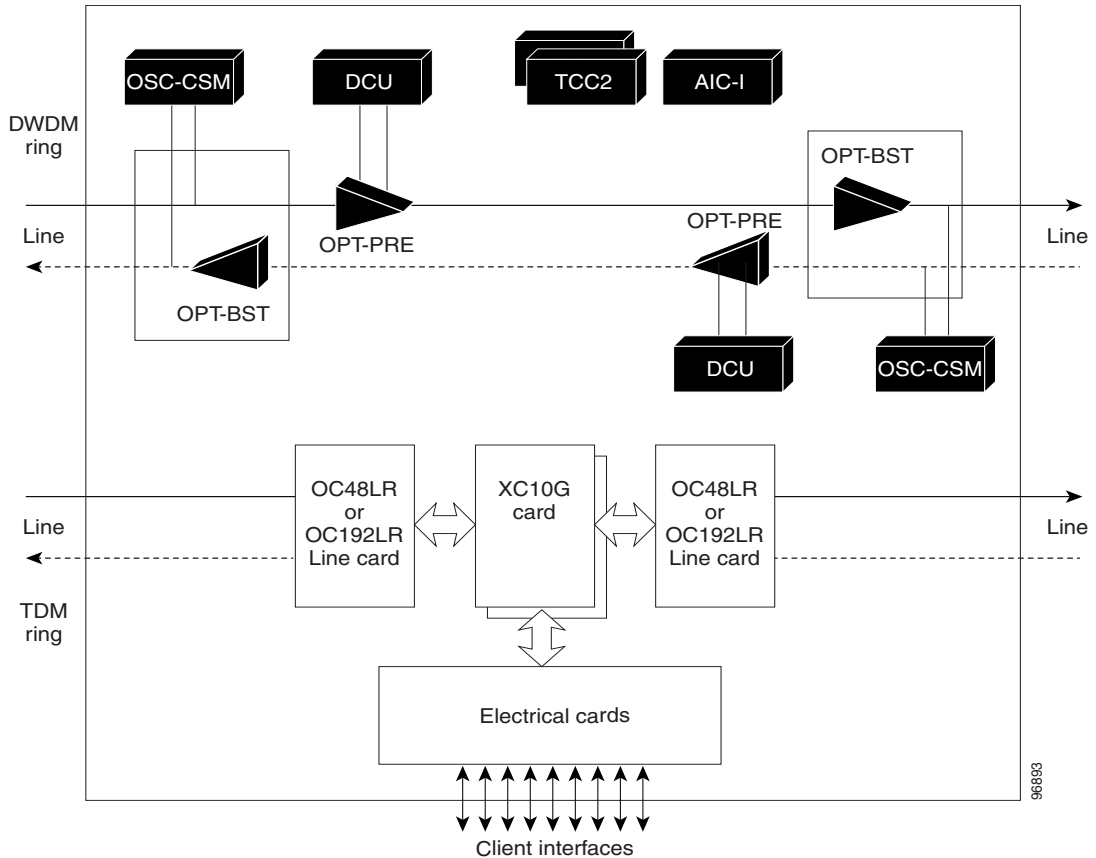 OSC-CSM
DCU
TCC2
AIC-I
DWDM
ring
OPT-BST
OPT-PRE
OPT-PRE
Line
Line
OPT-BST
DCU
OSC-CSM
OC48LR
or
OC192LR
Line card
XC10G
card
OC48LR
or
OC192LR
Line card
Line
Line
TDM
ring
Electrical cards
96893
Client interfaces